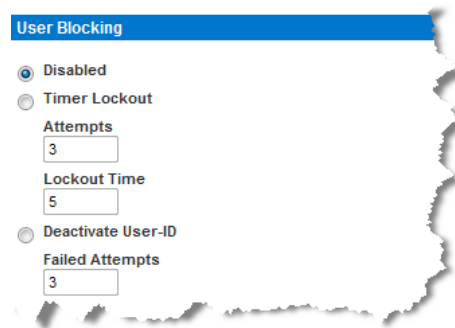 User Blocking
Disabled
Timer Lockout
Attempts
3
Lockout Time
5
Deactivate User-ID
Failed Attempts
3